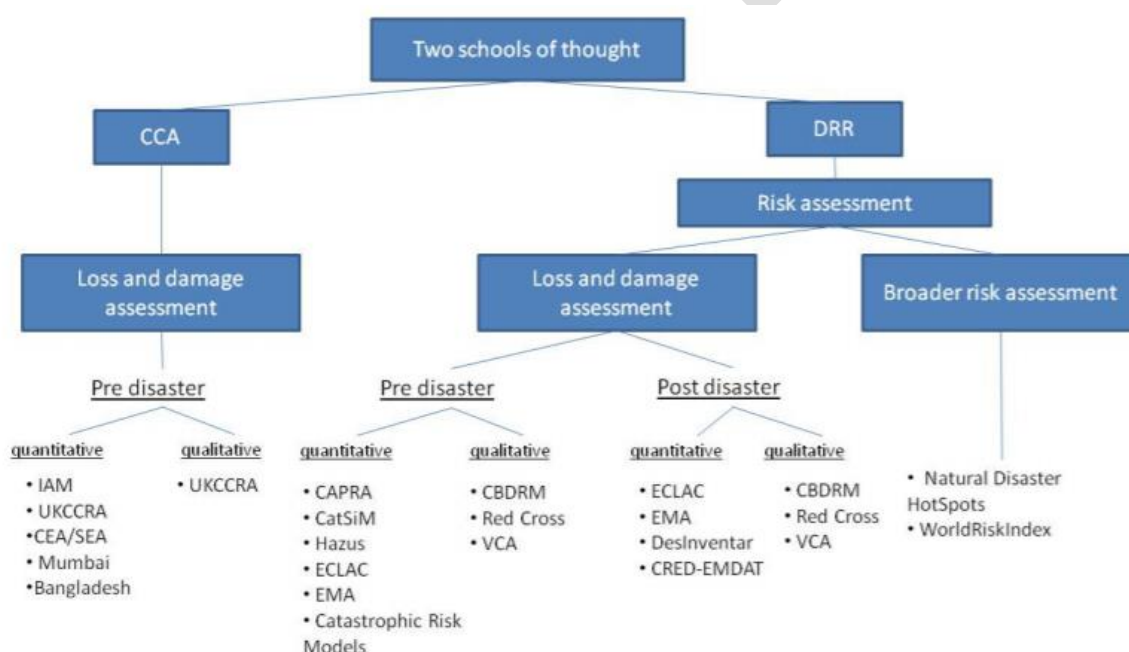 Two schools of thought
CCA
DRR
Risk assessment
Loss and damage
assessment
Loss and damage
assessment
Broader risk assessment
Pre disaster
Pre disaster
Post disaster
quantitative
qualitative
quantitative
qualitative
quantitative
qualitative
• IAM
• UKCCRA
•CEA/SEA
• Mumbai
•Bangladesh
• UKCCRA
• CAPRA
• CatSiM
• Hazus
• ECLAC
• EMA
• Catastrophic Risk
Models
• CBDRM
• Red Cross
• VCA
• ECLAC
• EMA
• DesInventar
• CRED-EMDAT
• CBDRM
• Red Cross
• VCA
• Natural Disaster
HotSpots
• WorldRiskIndex